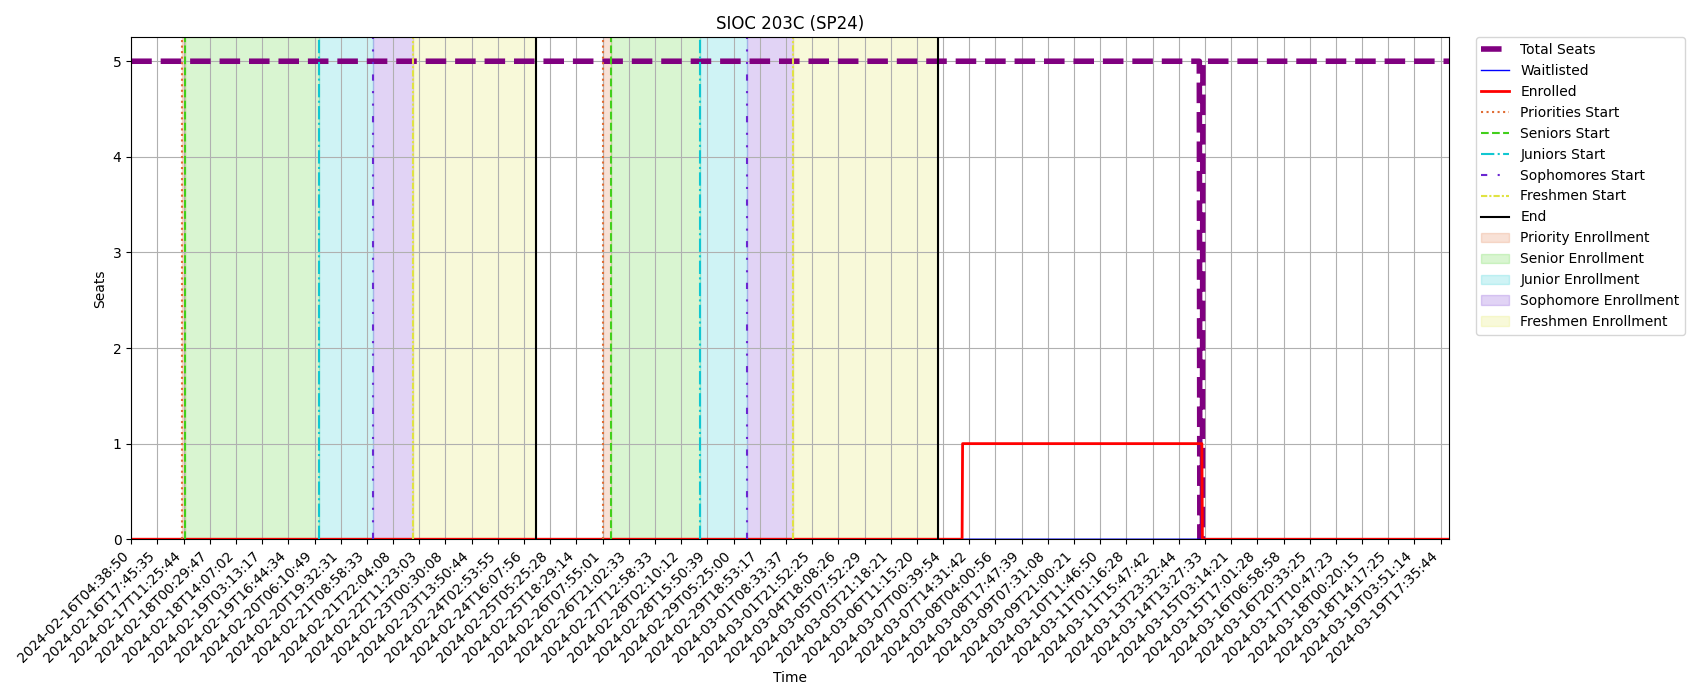 SIOC 203C (SP24)
Seats
5
4
3
2
1
0
2024-02-16T04:38:50
2024-02-16T17:45:35
2024-02-17T11:25:44
2024-02-18T00:29:47
2024-02-18T14:07:02
2024-02-19T03:13:17
2024-02-19T16:44:34
2024-02-20T06:10:49
2024-02-20T19:32:31
2024-02-21T08:58:33
2024-02-21T22:04:08
2024-02-22T11:23:03
2024-02-23T00:30:08
2024-02-23T13:50:44
2024-02-24T02:53:55
2024-02-24T16:07:56
2024-02-25T05:25:28
2024-02-25T18:29:14
2024-02-26T07:55:01
2024-02-26T21:02:33
2024-02-27T12:58:33
2024-02-28T02:10:12
2024-02-28T15:50:39
2024-02-29T05:25:00
2024-02-29T18:53:17
2024-03-01T08:33:37
2024-03-01T21:52:25
2024-03-04T18:08:26
2024-03-05T07:52:29
2024-03-05T21:18:21
2024-03-06T11:15:20
2024-03-07T00:39:54
2024-03-07T14:31:42
2024-03-08T04:00:56
2024-03-08T17:47:39
2024-03-09T07:31:08
2024-03-09T21:00:21
2024-03-10T11:46:50
2024-03-11T01:16:28
2024-03-11T15:47:42
2024-03-13T23:32:44
2024-03-14T13:27:33
2024-03-15T03:14:21
2024-03-15T17:01:28
2024-03-16T06:58:58
2024-03-16T20:33:25
2024-03-17T10:47:23
2024-03-18T00:20:15
2024-03-18T14:17:25
2024-03-19T03:51:14
2024-03-19T17:35:44
Time
Total Seats
Waitlisted
Enrolled
Priorities Start
Seniors Start
Juniors Start
Sophomores Start
Freshmen Start
End
Priority Enrollment
Senior Enrollment
Junior Enrollment
Sophomore Enrollment
Freshmen Enrollment